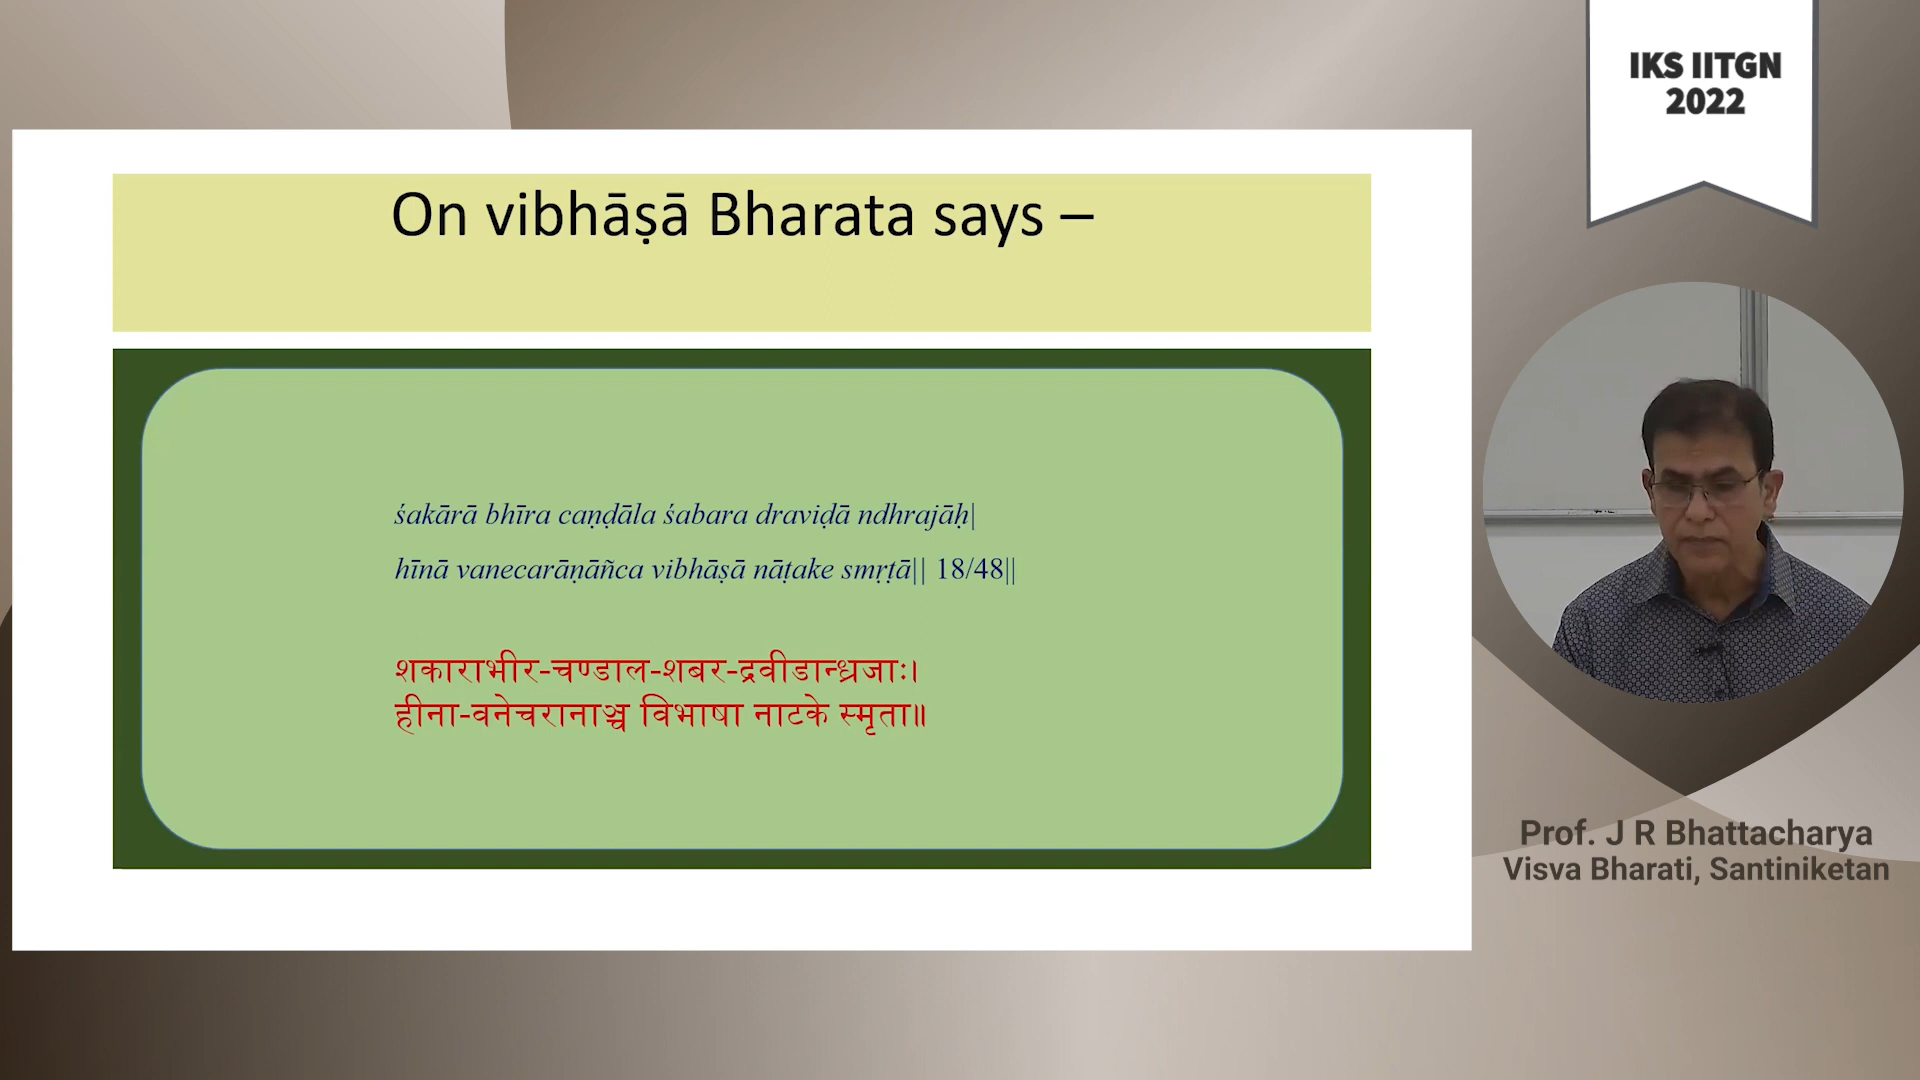 IKS IITGN
2022
On vibhāṣā Bharata says –
śakārā bhīra caṇḍāla śabara draviḍā ndhrajāḥ|
hīnā vanecarāṇāñca vibhāṣā nāṭake smṛtā|| 18/48||
शकाराभीर-चण्डाल-शबर-द्रवीडान्ध्रजाः।
हीना-वनेचरानाञ्च विभाषा नाटके स्मृता॥
Prof. J R Bhattacharya
Visva Bharati, Santiniketan